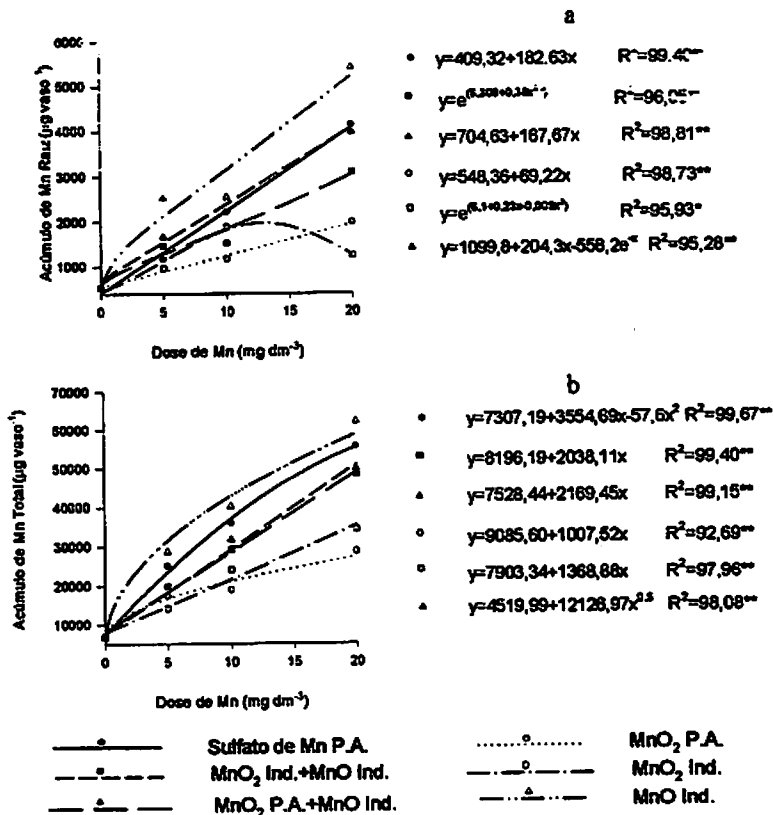 a
6000
5000
4000
3000
2000
1000
Acúmulo de Mn Raiz (µg vaso⁻¹)
0 5 10 15 20
Dose de Mn (mg dm⁻³)
y=409,32+182.63x
R²=96,05**
y=704,63+167,67x R²=98,81**
y=548,36+69,22x R²=98,73**
R²=95,93*
y=1099,8+204,3x-558,2e⁻ˣ R²=95,28**
b
70000
60000
50000
40000
30000
20000
10000
Acúmulo de Mn Total (µg vaso⁻¹)
0 5 10 15 20
Dose de Mn (mg dm⁻³)
y=7307,19+3554,69x-57,6x² R²=99,67**
y=8196,19+2038,11x R²=99,40**
y=7528,44+2169,45x R²=99,15**
y=9085,60+1007,52x R²=92,69**
y=7903,34+1368,88x R²=97,96**
y=4519,99+12126,97x⁰·⁵ R²=98,08**
Sulfato de Mn P.A.
MnO₂ Ind.+MnO Ind.
MnO₂ P.A.+MnO Ind.
MnO₂ P.A.
MnO₂ Ind.
MnO Ind.